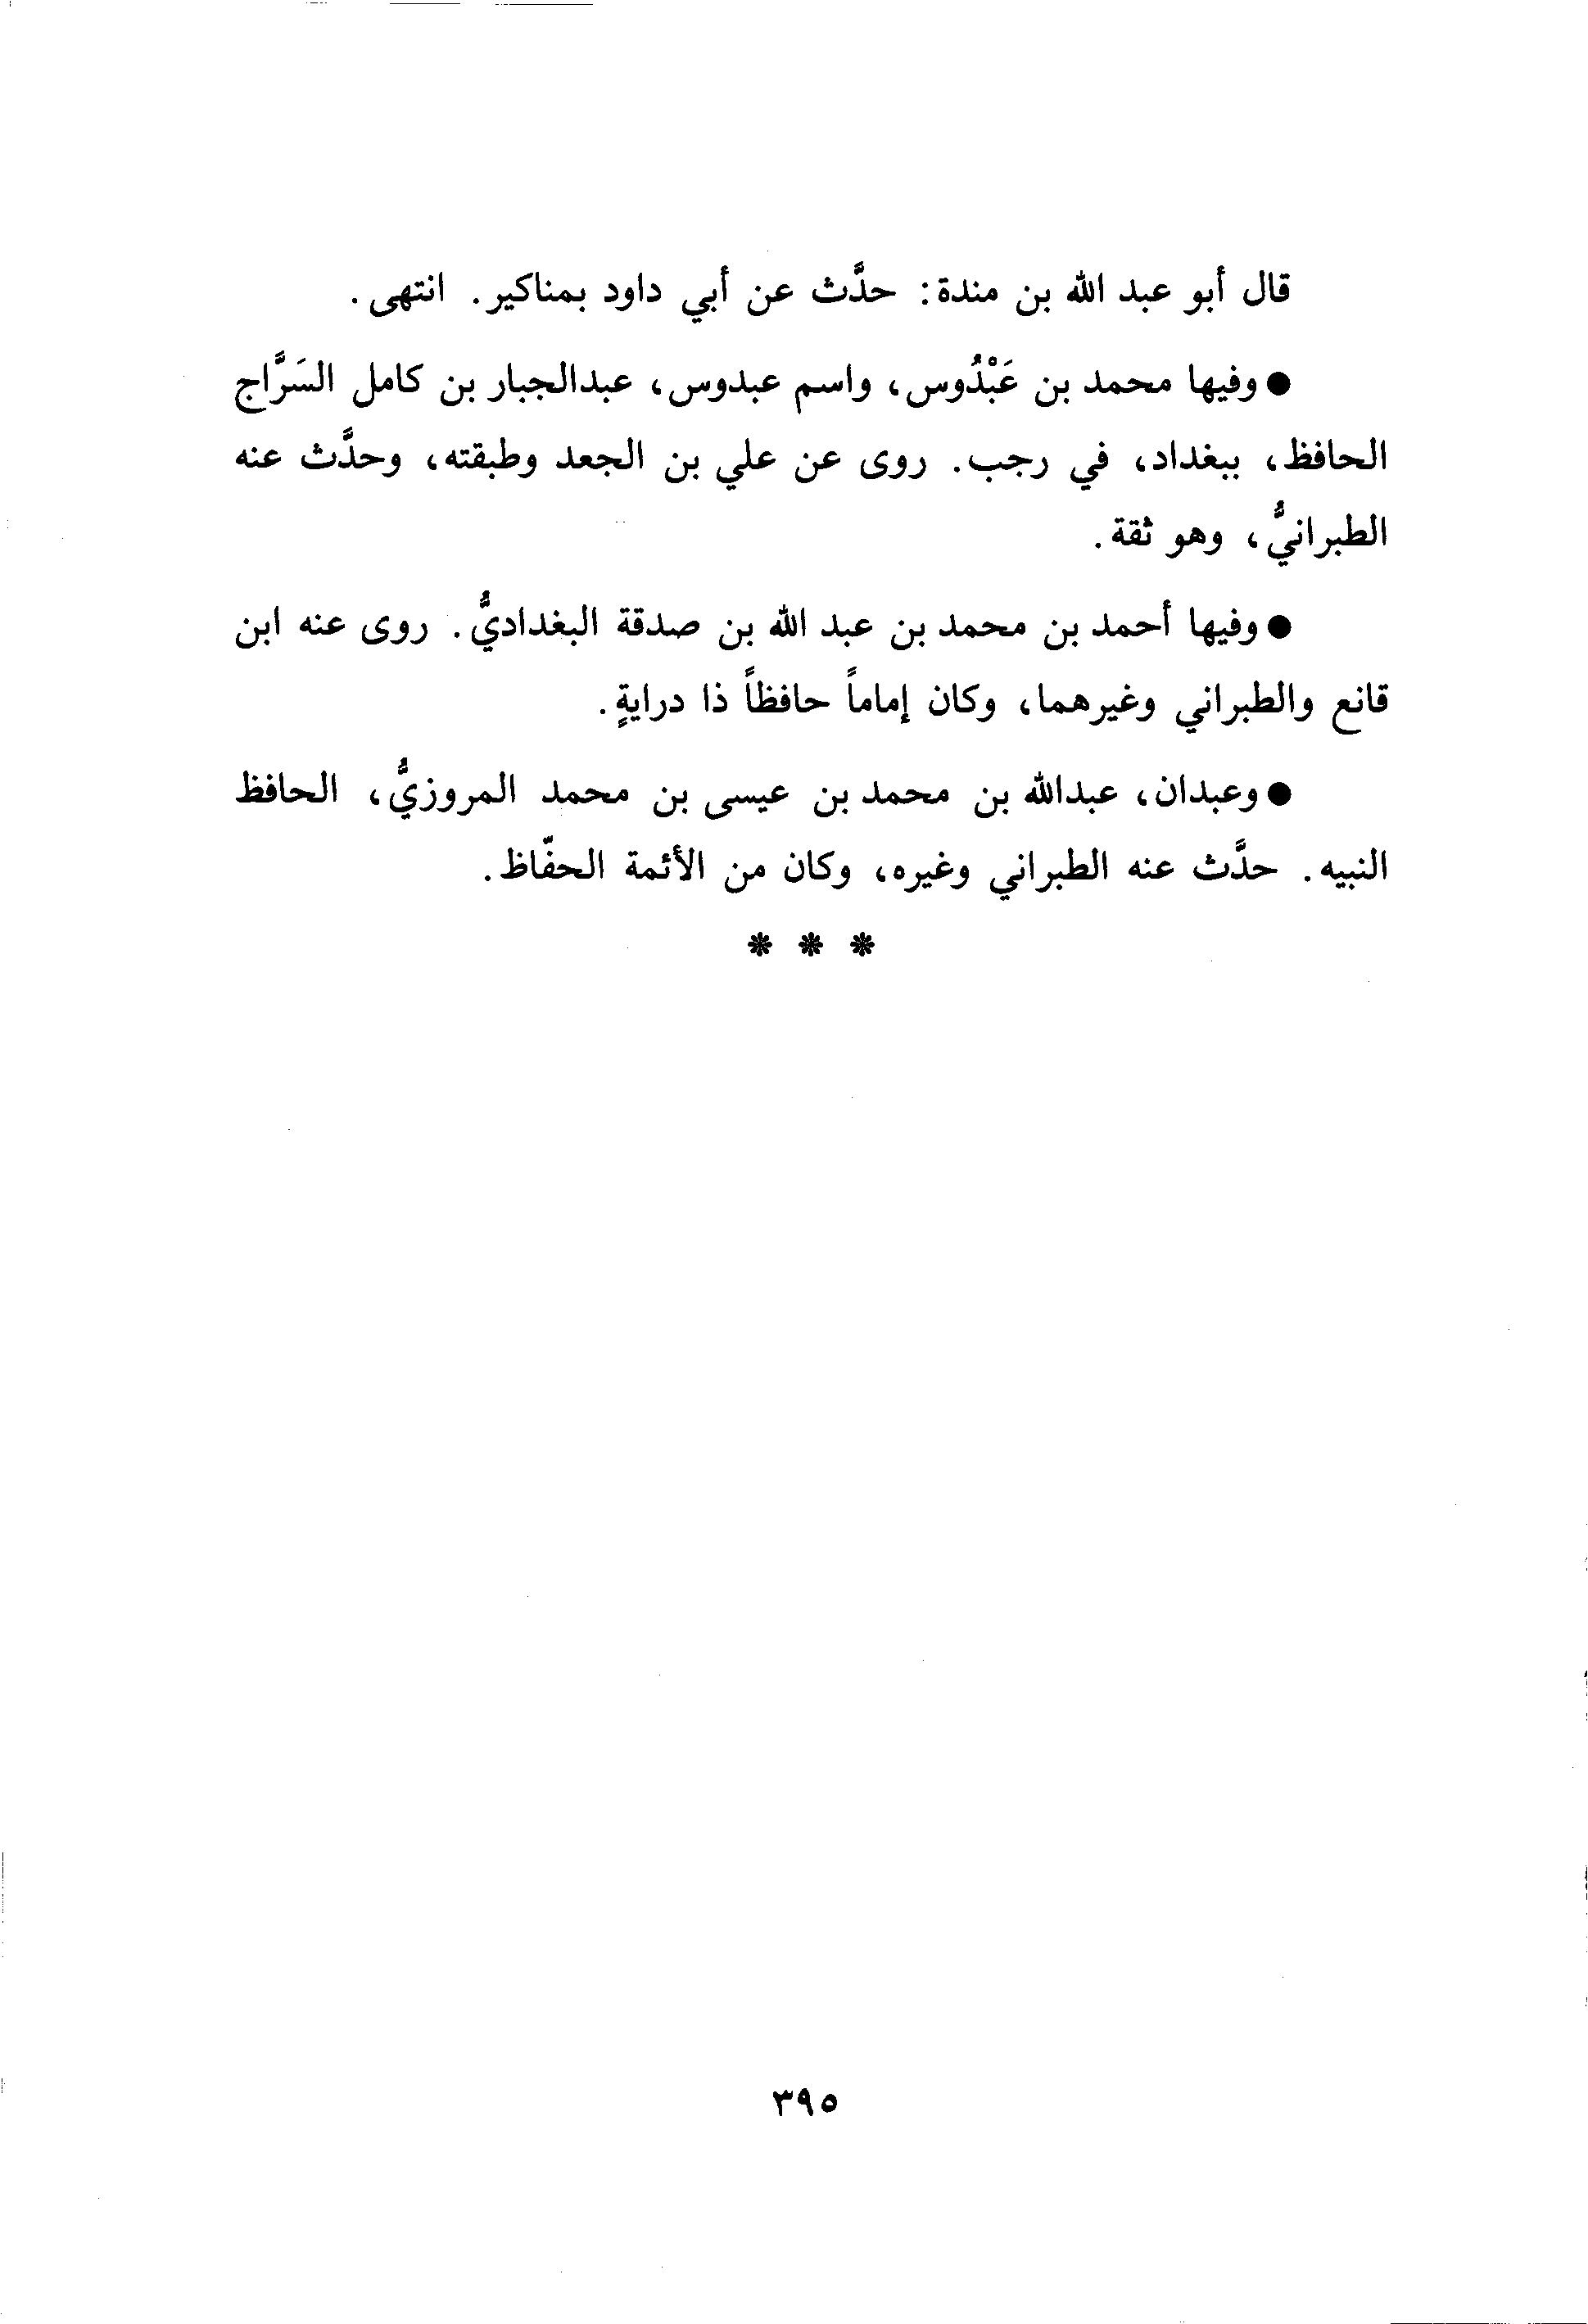 قال أبو عبد الله بن مندة: حدَّث عن أبي داود بمناكير. انتهى.
● وفيها محمد بن عَبْدُوس، واسم عبدوس، عبدالجبار بن كامل السَرَّاج
الحافظ، ببغداد، في رجب. روى عن علي بن الجعد وطبقته، وحدَّث عنه
الطبرانيُّ، وهو ثقة.
● وفيها أحمد بن محمد بن عبد الله بن صدقة البغداديُّ. روى عنه ابن
قانع والطبراني وغيرهما، وكان إماماً حافظاً ذا درايةٍ.
● وعبدان، عبدالله بن محمد بن عيسى بن محمد المروزيُّ، الحافظ
النبيه. حدَّث عنه الطبراني وغيره، وكان من الأئمة الحفّاظ.
* * *
٣٩٥